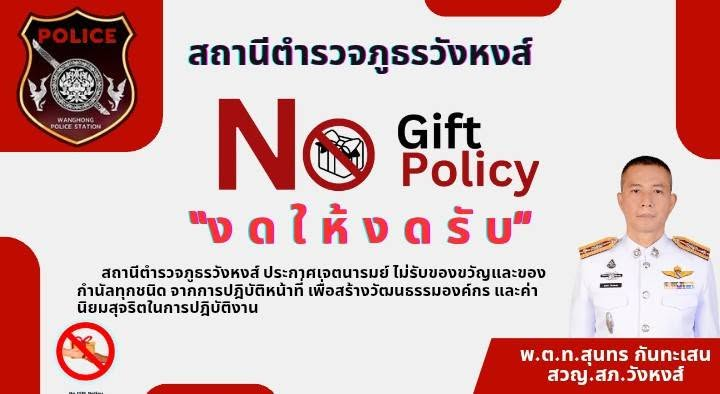 POLICE
WANGHONG
POLICE STATION
สถานีตำรวจภูธรวังหงส์
No Gift
Policy
"งดให้งดรับ"
สถานีตำรวจภูธรวังหงส์ ประกาศเจตนารมย์ ไม่รับของขวัญและของ
กำนัลทุกชนิด จากการปฏิบัติหน้าที่ เพื่อสร้างวัฒนธรรมองค์กร และค่า
นิยมสุจริตในการปฏิบัติงาน
พ.ต.ท.สุนทร กันทะเสน
สวญ.สภ.วังหงส์